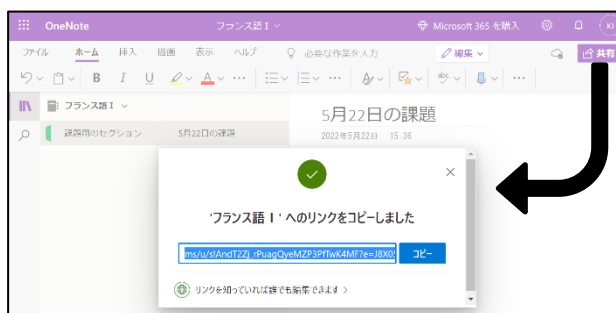 OneNote
フランス語 I
Microsoft 365 を購入
KI
ファイル ホーム 挿入 描画 表示 ヘルプ 必要な作業を入力 編集 共有
B I U A abc
フランス語 I
課題用のセクション 5月22日の課題
5月22日の課題
2022年5月22日 15:36
'フランス語 I ' へのリンクをコピーしました
コピー
リンクを知っていれば誰でも編集できます